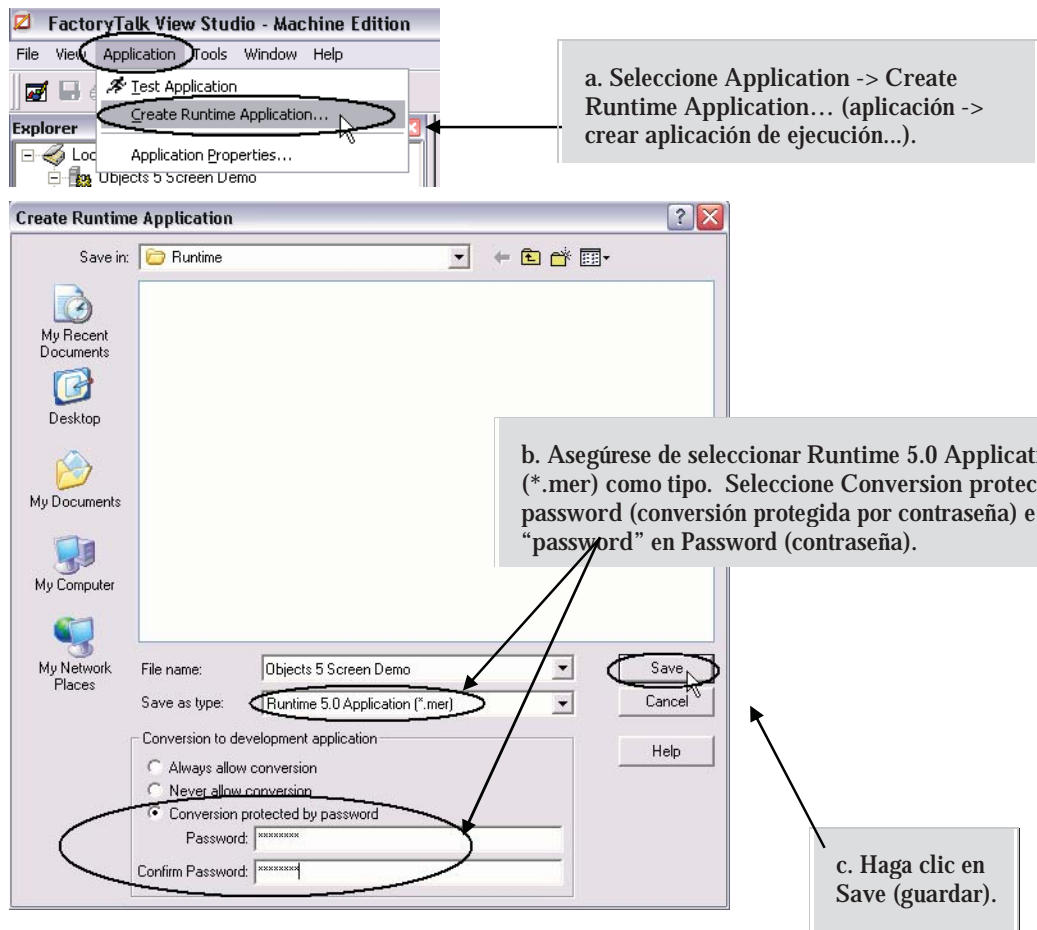 FactoryTalk View Studio - Machine Edition
File View Application Tools Window Help
Test Application
Create Runtime Application...
Explorer
Loc
Application Properties...
Objects 5 Screen Demo
a. Seleccione Application -> Create
Runtime Application… (aplicación ->
crear aplicación de ejecución...).
Create Runtime Application
Save in:
Runtime
My Recent
Documents
Desktop
My Documents
My Computer
My Network
Places
b. Asegúrese de seleccionar Runtime 5.0 Applicati
(*.mer) como tipo. Seleccione Conversion protec
password (conversión protegida por contraseña) e
“password” en Password (contraseña).
File name:
Objects 5 Screen Demo
Save
Save as type:
Runtime 5.0 Application (*.mer)
Cancel
Conversion to development application
Help
Always allow conversion
Never allow conversion
Conversion protected by password
Password: ××××××××
Confirm Password: ××××××××
c. Haga clic en
Save (guardar).